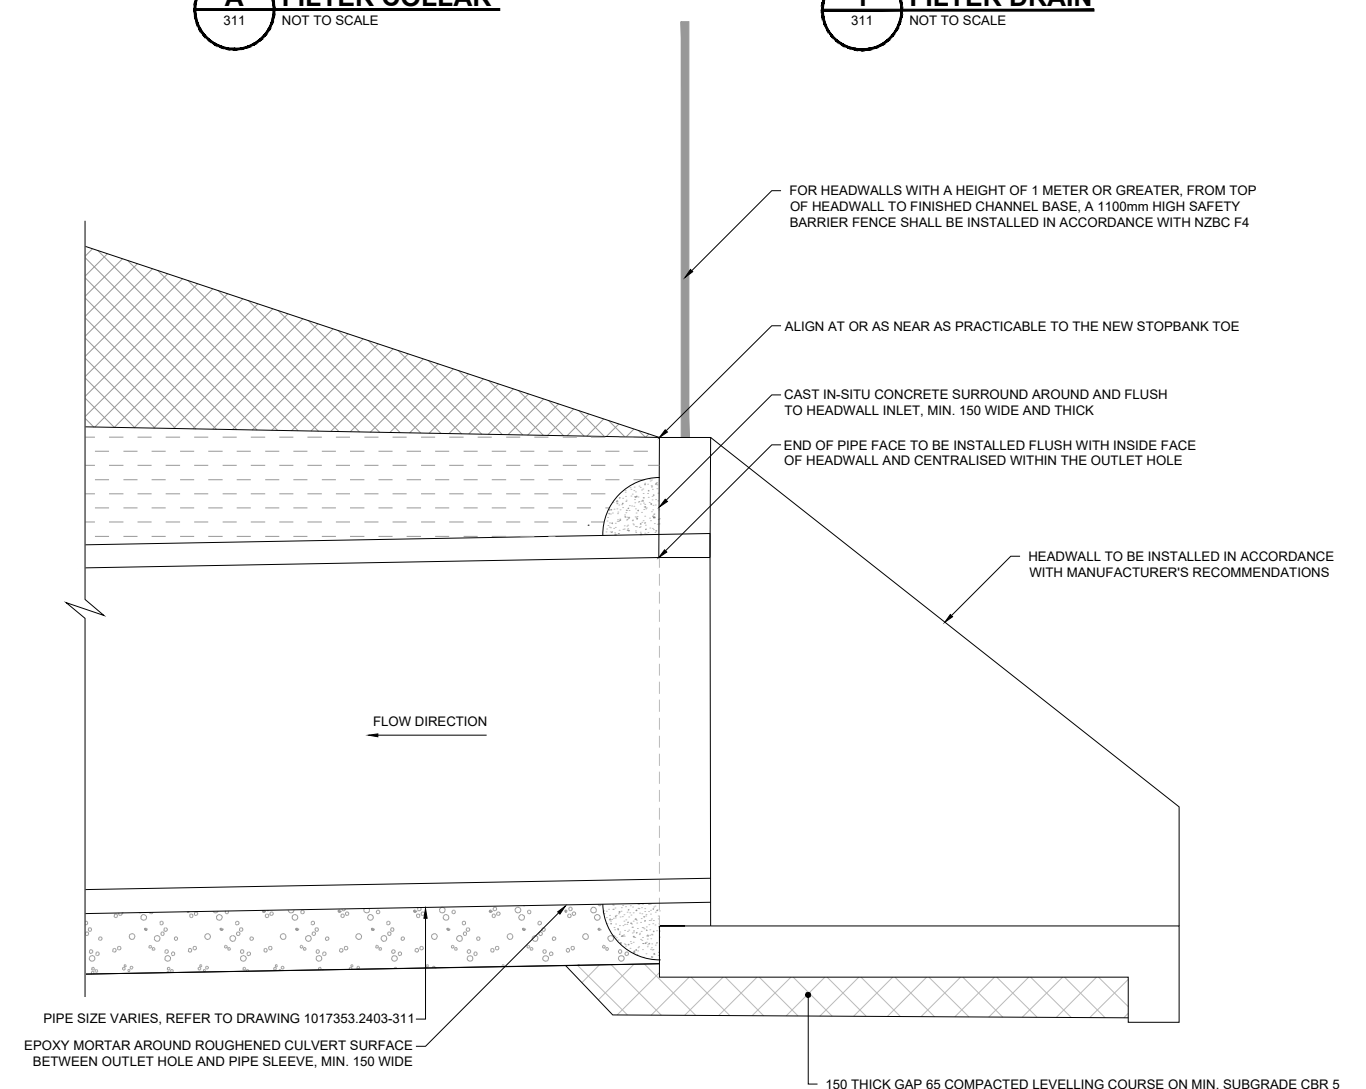 A FILTER COLLAR
311 NOT TO SCALE
F FILTER DRAIN
311 NOT TO SCALE
FOR HEADWALLS WITH A HEIGHT OF 1 METER OR GREATER, FROM TOP
OF HEADWALL TO FINISHED CHANNEL BASE, A 1100mm HIGH SAFETY
BARRIER FENCE SHALL BE INSTALLED IN ACCORDANCE WITH NZBC F4
ALIGN AT OR AS NEAR AS PRACTICABLE TO THE NEW STOPBANK TOE
CAST IN-SITU CONCRETE SURROUND AROUND AND FLUSH
TO HEADWALL INLET, MIN. 150 WIDE AND THICK
END OF PIPE FACE TO BE INSTALLED FLUSH WITH INSIDE FACE
OF HEADWALL AND CENTRALISED WITHIN THE OUTLET HOLE
HEADWALL TO BE INSTALLED IN ACCORDANCE
WITH MANUFACTURER'S RECOMMENDATIONS
FLOW DIRECTION
PIPE SIZE VARIES, REFER TO DRAWING 1017353.2403-311
EPOXY MORTAR AROUND ROUGHENED CULVERT SURFACE
BETWEEN OUTLET HOLE AND PIPE SLEEVE, MIN. 150 WIDE
150 THICK GAP 65 COMPACTED LEVELLING COURSE ON MIN. SUBGRADE CBR 5